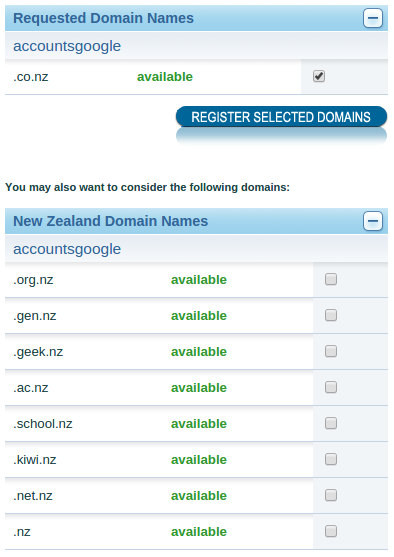 Requested Domain Names
accountsgoogle
.co.nz available
REGISTER SELECTED DOMAINS
You may also want to consider the following domains:
New Zealand Domain Names
accountsgoogle
.org.nz available
.gen.nz available
.geek.nz available
.ac.nz available
.school.nz available
.kiwi.nz available
.net.nz available
.nz available